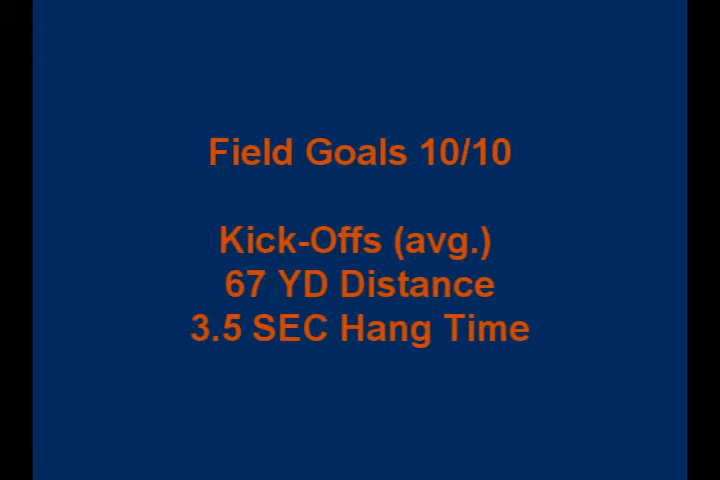 Field Goals 10/10
Kick-Offs (avg.)
67 YD Distance
3.5 SEC Hang Time